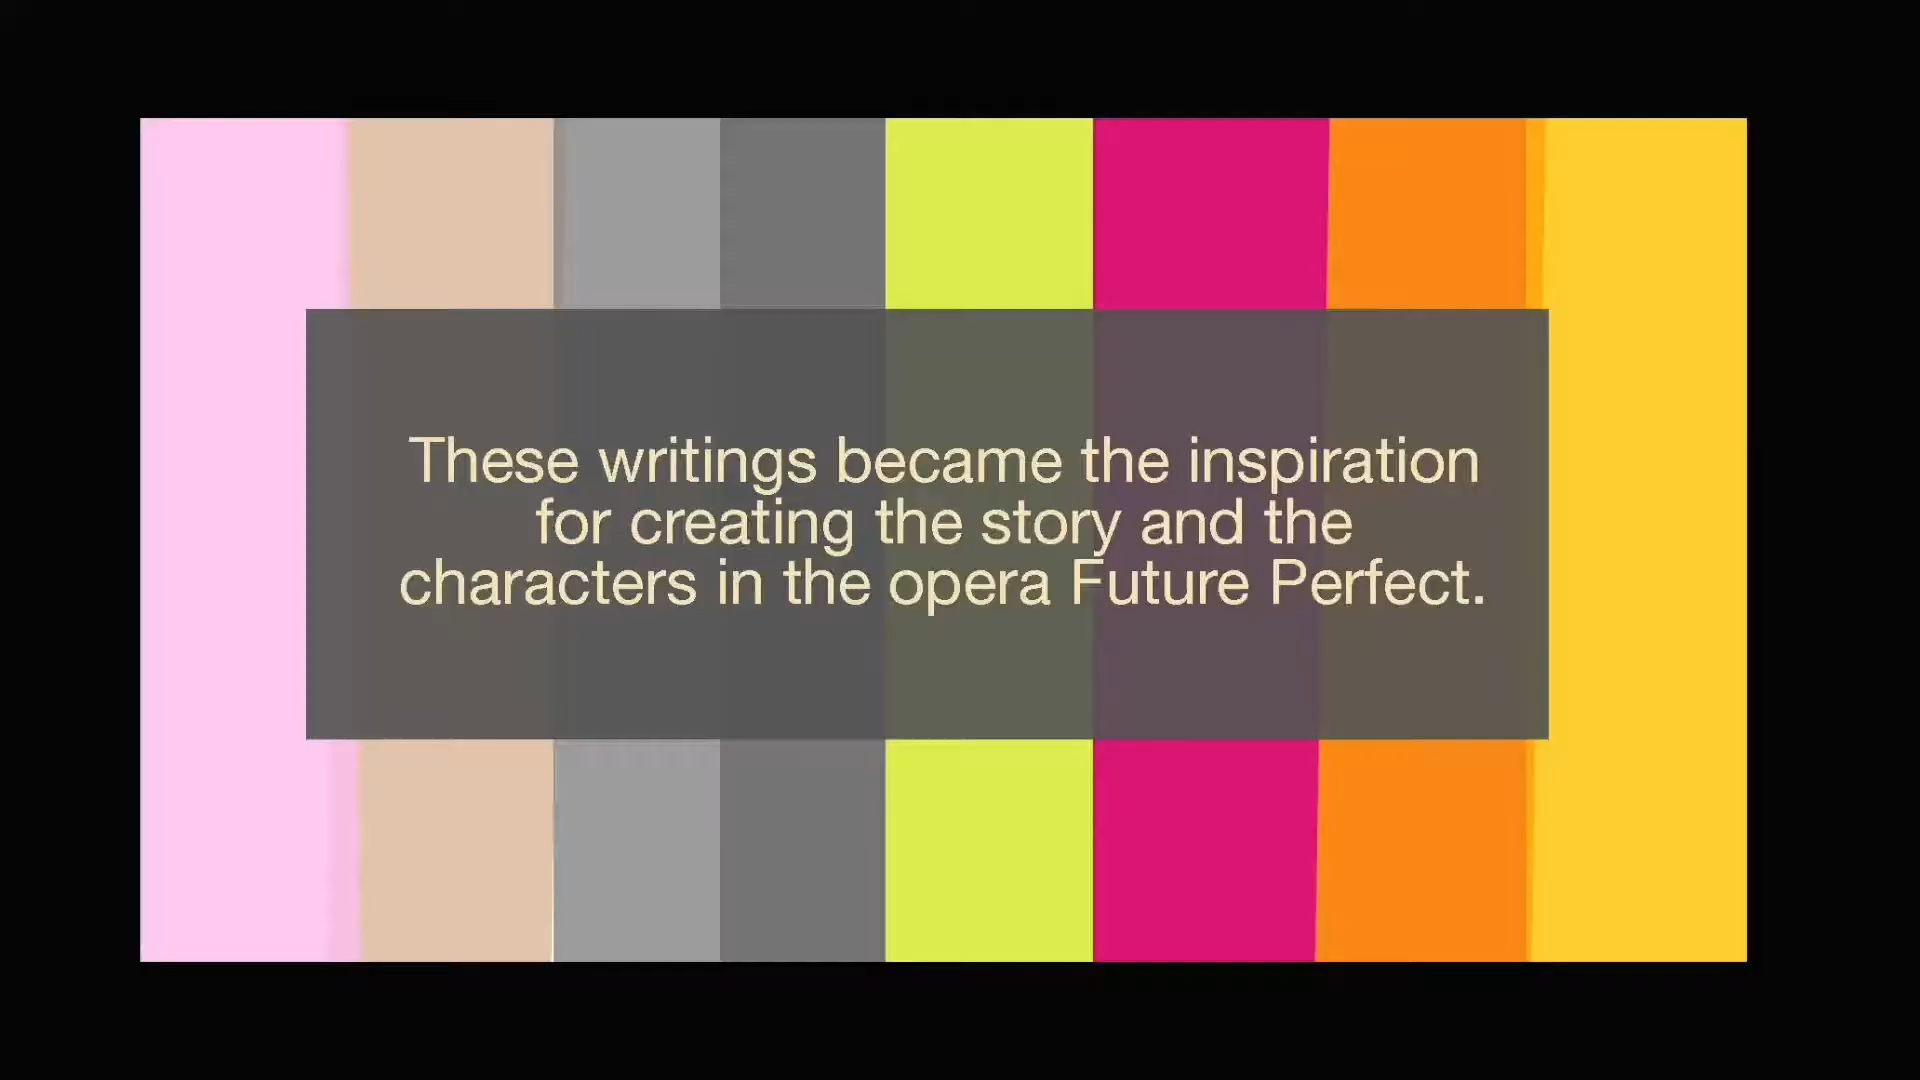 These writings became the inspiration
for creating the story and the
characters in the opera Future Perfect.